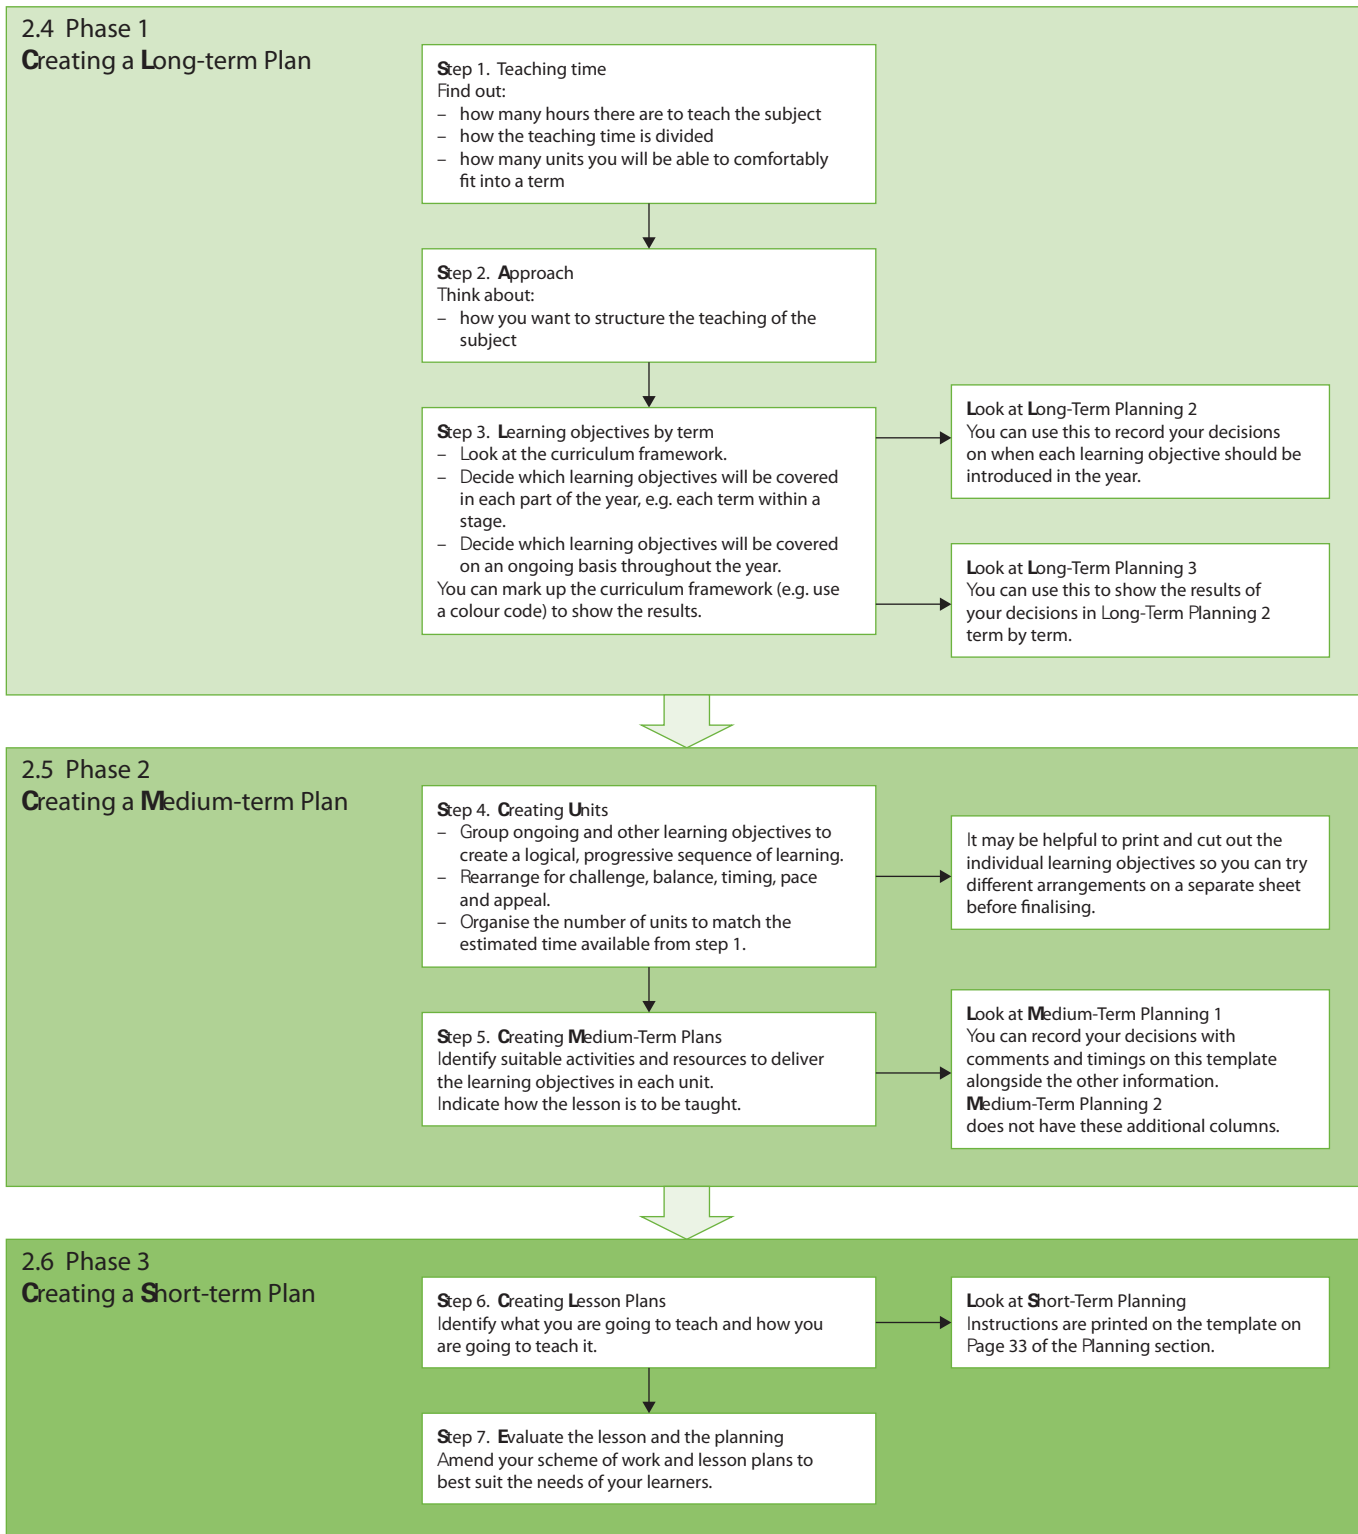 2.4 Phase 1
Creating a Long-term Plan
Step 1. Teaching time
Find out:
– how many hours there are to teach the subject
– how the teaching time is divided
– how many units you will be able to comfortably
fit into a term
Step 2. Approach
Think about:
– how you want to structure the teaching of the
subject
Step 3. Learning objectives by term
– Look at the curriculum framework.
– Decide which learning objectives will be covered
in each part of the year, e.g. each term within a
stage.
– Decide which learning objectives will be covered
on an ongoing basis throughout the year.
You can mark up the curriculum framework (e.g. use
a colour code) to show the results.
Look at Long-Term Planning 2
You can use this to record your decisions
on when each learning objective should be
introduced in the year.
Look at Long-Term Planning 3
You can use this to show the results of
your decisions in Long-Term Planning 2
term by term.
2.5 Phase 2
Creating a Medium-term Plan
Step 4. Creating Units
– Group ongoing and other learning objectives to
create a logical, progressive sequence of learning.
– Rearrange for challenge, balance, timing, pace
and appeal.
– Organise the number of units to match the
estimated time available from step 1.
It may be helpful to print and cut out the
individual learning objectives so you can try
different arrangements on a separate sheet
before finalising.
Step 5. Creating Medium-Term Plans
Identify suitable activities and resources to deliver
the learning objectives in each unit.
Indicate how the lesson is to be taught.
Look at Medium-Term Planning 1
You can record your decisions with
comments and timings on this template
alongside the other information.
Medium-Term Planning 2
does not have these additional columns.
2.6 Phase 3
Creating a Short-term Plan
Step 6. Creating Lesson Plans
Identify what you are going to teach and how you
are going to teach it.
Look at Short-Term Planning
Instructions are printed on the template on
Page 33 of the Planning section.
Step 7. Evaluate the lesson and the planning
Amend your scheme of work and lesson plans to
best suit the needs of your learners.